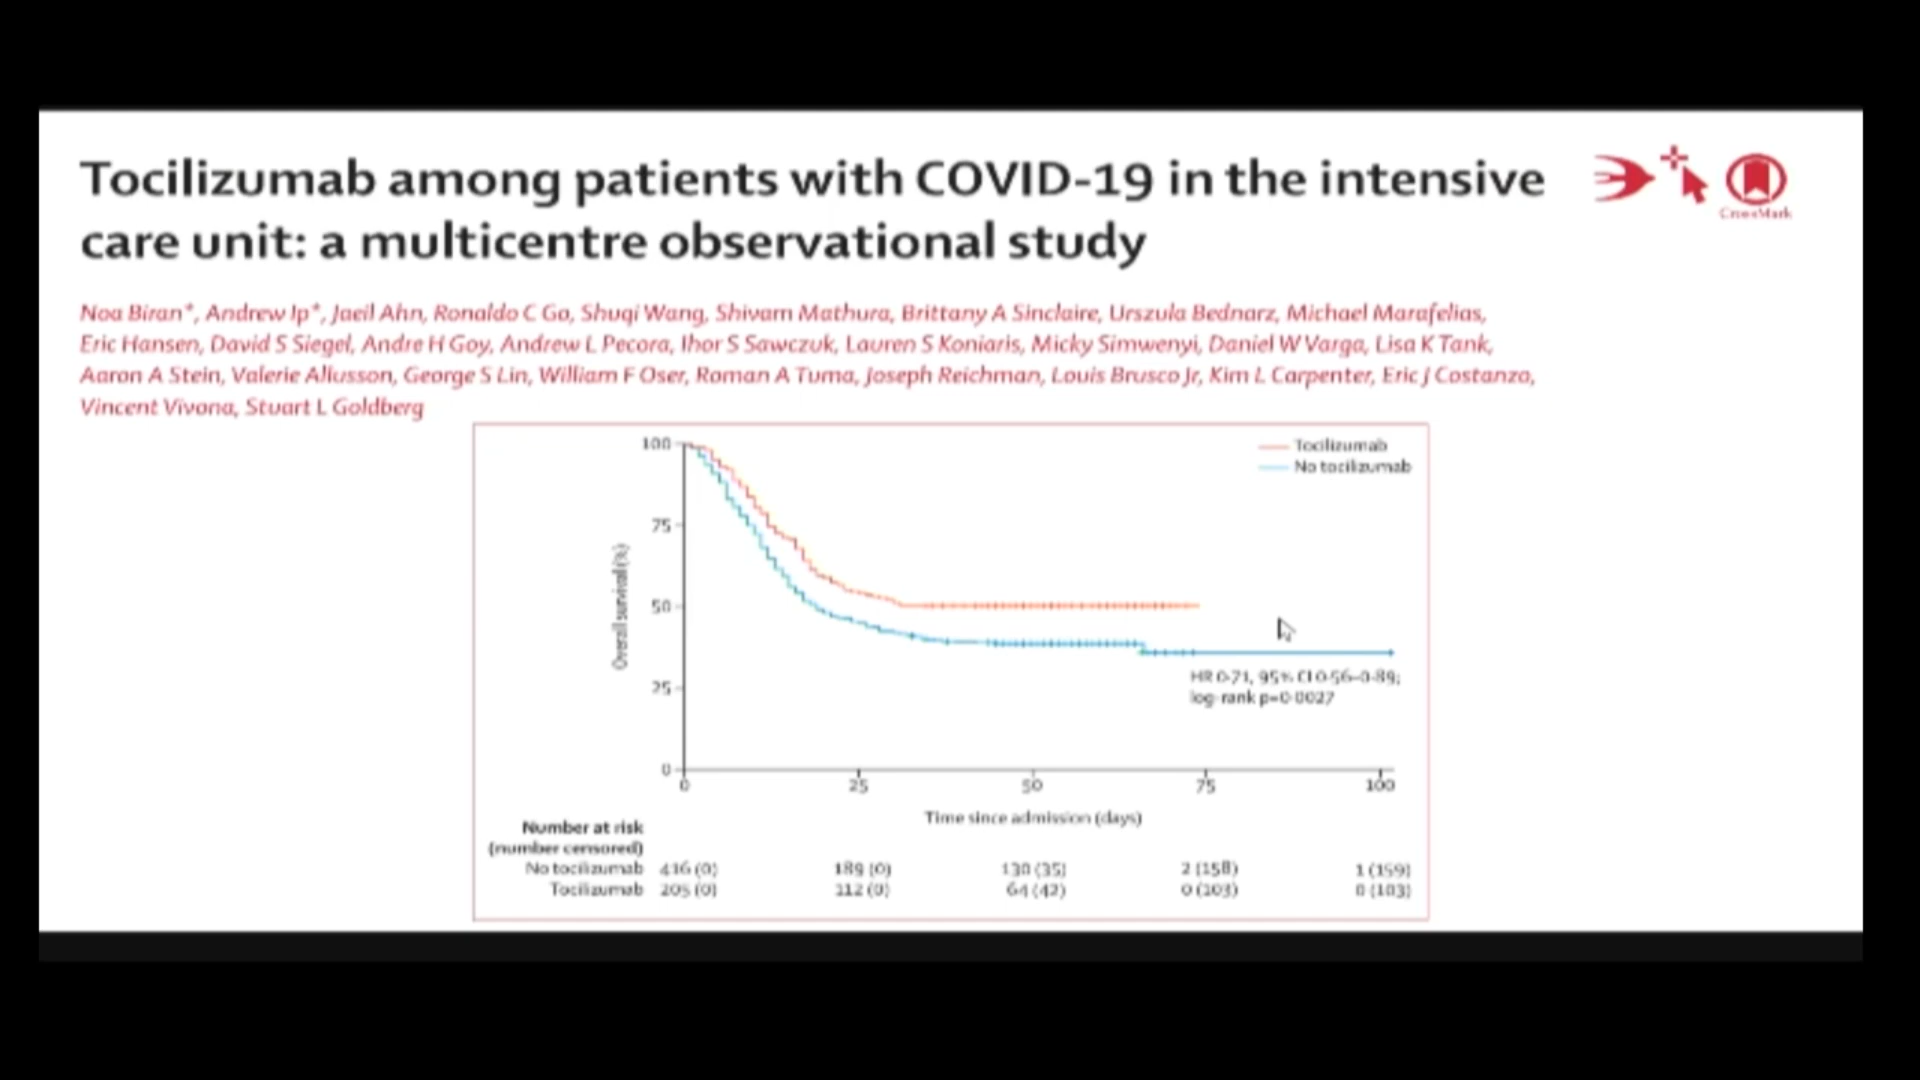 Tocilizumab among patients with COVID-19 in the intensive
care unit: a multicentre observational study
CrossMark
Noa Biran*, Andrew Ip*, Jaeil Ahn, Ronaldo C Go, Shuqi Wang, Shivam Mathura, Brittany A Sinclaire, Urszula Bednarz, Michael Marafelias,
Eric Hansen, David S Siegel, Andre H Goy, Andrew L Pecora, Ihor S Sawczuk, Lauren S Koniaris, Micky Simwenyi, Daniel W Varga, Lisa K Tank,
Aaron A Stein, Valerie Allusson, George S Lin, William F Oser, Roman A Tuma, Joseph Reichman, Louis Brusco Jr, Kim L Carpenter, Eric J Costanzo,
Vincent Vivona, Stuart L Goldberg
Tocilizumab
No tocilizumab
Overall survival (%)
100
75
50
25
0
HR 0·71, 95% CI 0·56–0·89;
log-rank p=0·0027
0 25 50 75 100
Time since admission (days)
Number at risk
(number censored)
No tocilizumab 416 (0) 189 (0) 130 (35) 2 (158) 1 (159)
Tocilizumab 205 (0) 112 (0) 64 (42) 0 (103) 0 (103)